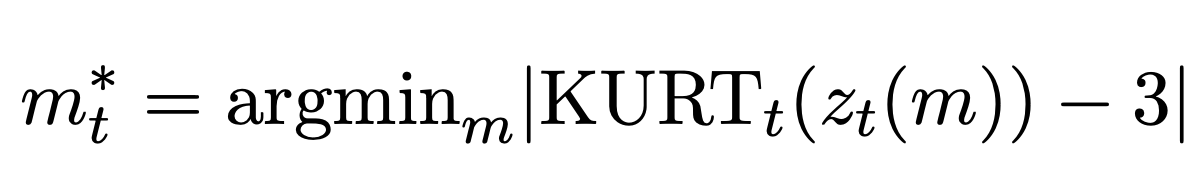 m_t^* = argmin_m |KURT_t(z_t(m)) − 3|